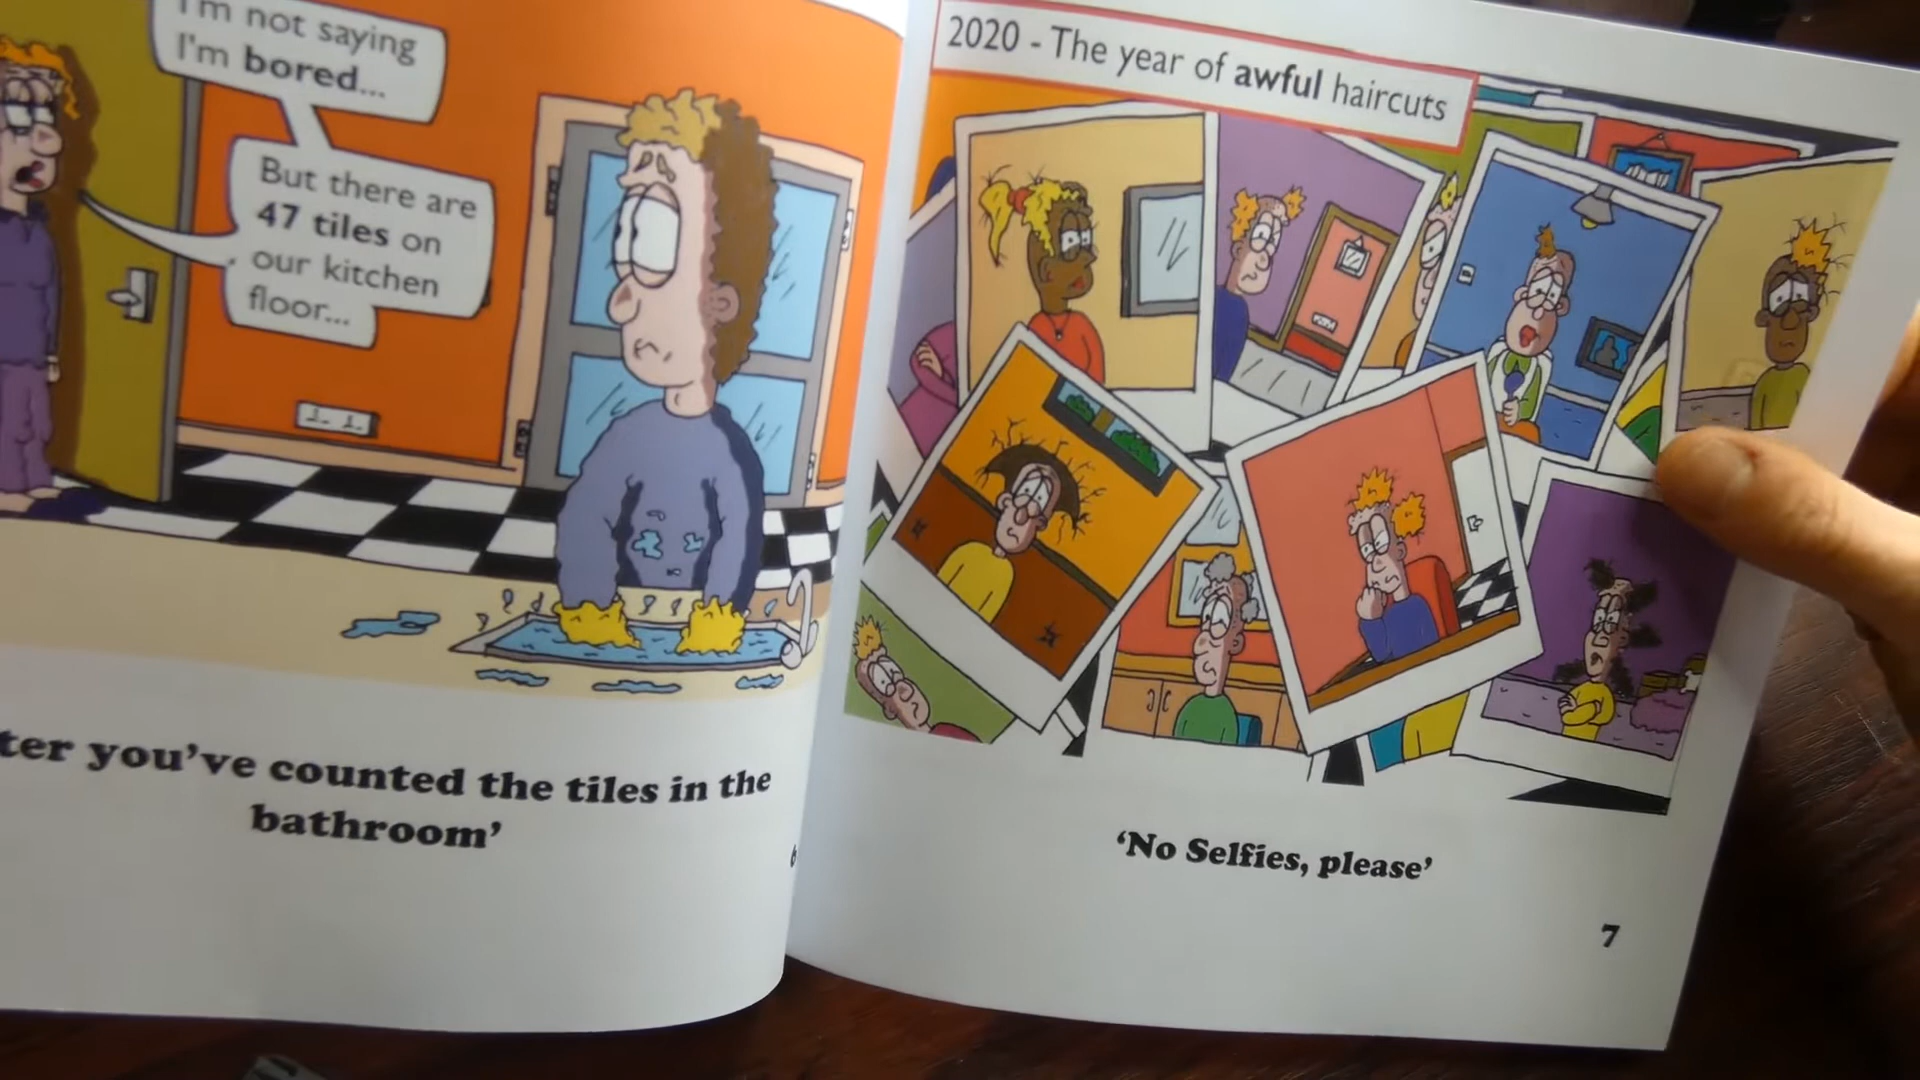 I'm not saying
I'm bored...
But there are
47 tiles on
our kitchen
floor...
ter you've counted the tiles in the
bathroom'
6
2020 - The year of awful haircuts
'No Selfies, please'
7